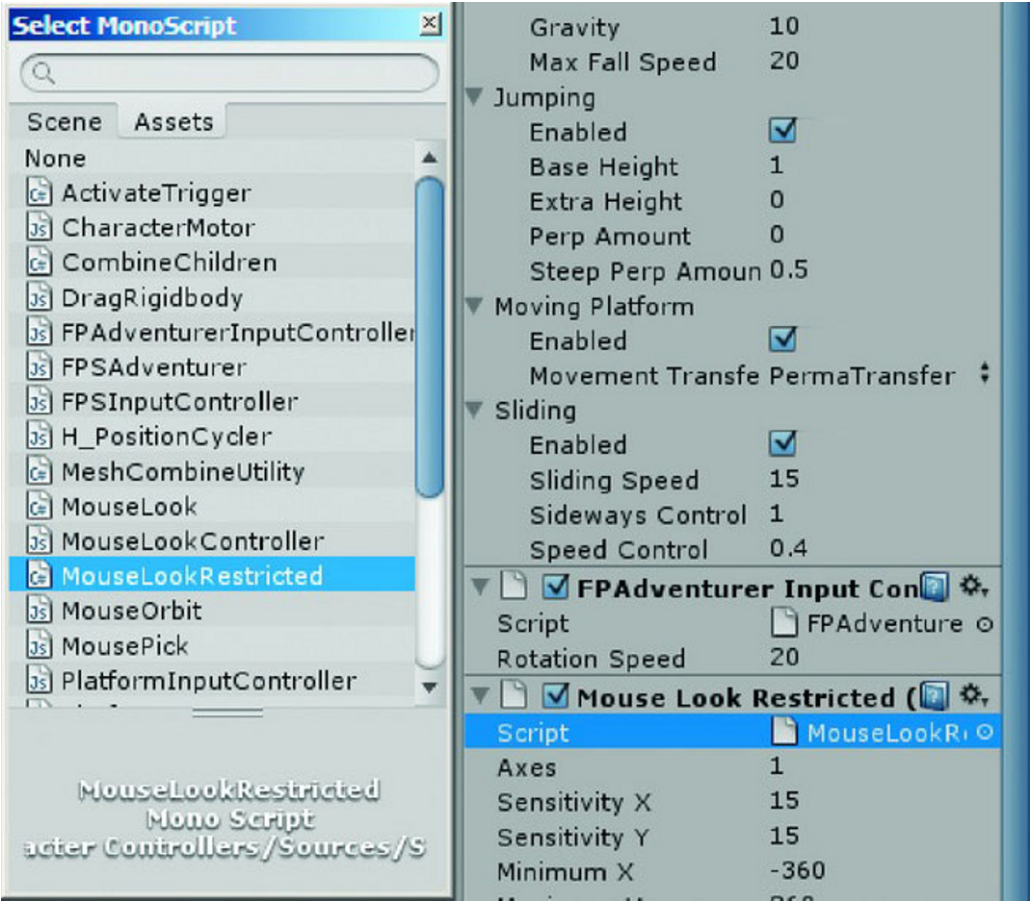 Select MonoScript
Scene Assets
None
ActivateTrigger
CharacterMotor
CombineChildren
DragRigidbody
FPAdventurerInputController
FPSAdventurer
FPSInputController
H_PositionCycler
MeshCombineUtility
MouseLook
MouseLookController
MouseLookRestricted
MouseOrbit
MousePick
PlatformInputController
MouseLookRestricted
Mono Script
acter Controllers/Sources/S
Gravity 10
Max Fall Speed 20
Jumping
Enabled
Base Height 1
Extra Height 0
Perp Amount 0
Steep Perp Amoun 0.5
Moving Platform
Enabled
Movement Transfe PermaTransfer
Sliding
Enabled
Sliding Speed 15
Sideways Control 1
Speed Control 0.4
FPAdventurer Input Con
Script FPAdventure
Rotation Speed 20
Mouse Look Restricted (
Script MouseLookR
Axes 1
Sensitivity X 15
Sensitivity Y 15
Minimum X -360